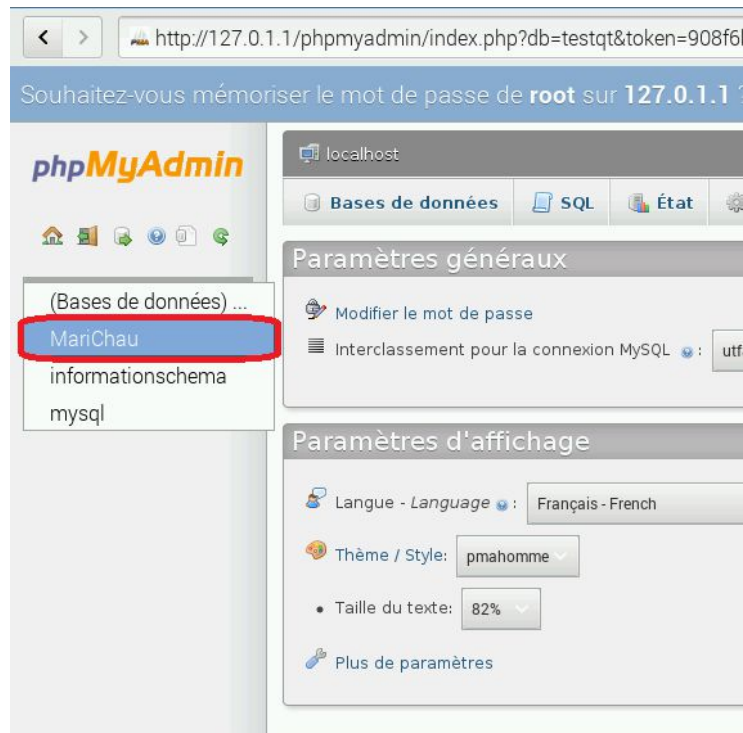 http://127.0.1.1/phpmyadmin/index.php?db=testqt&token=908f6
Souhaitez-vous mémoriser le mot de passe de root sur 127.0.1.1 ?
phpMyAdmin
localhost
Bases de données SQL État
Paramètres généraux
(Bases de données) ...
Modifier le mot de passe
MariChau
Interclassement pour la connexion MySQL : utf
informationschema
mysql
Paramètres d'affichage
Langue - Language : Français - French
Thème / Style: pmahomme
Taille du texte: 82%
Plus de paramètres